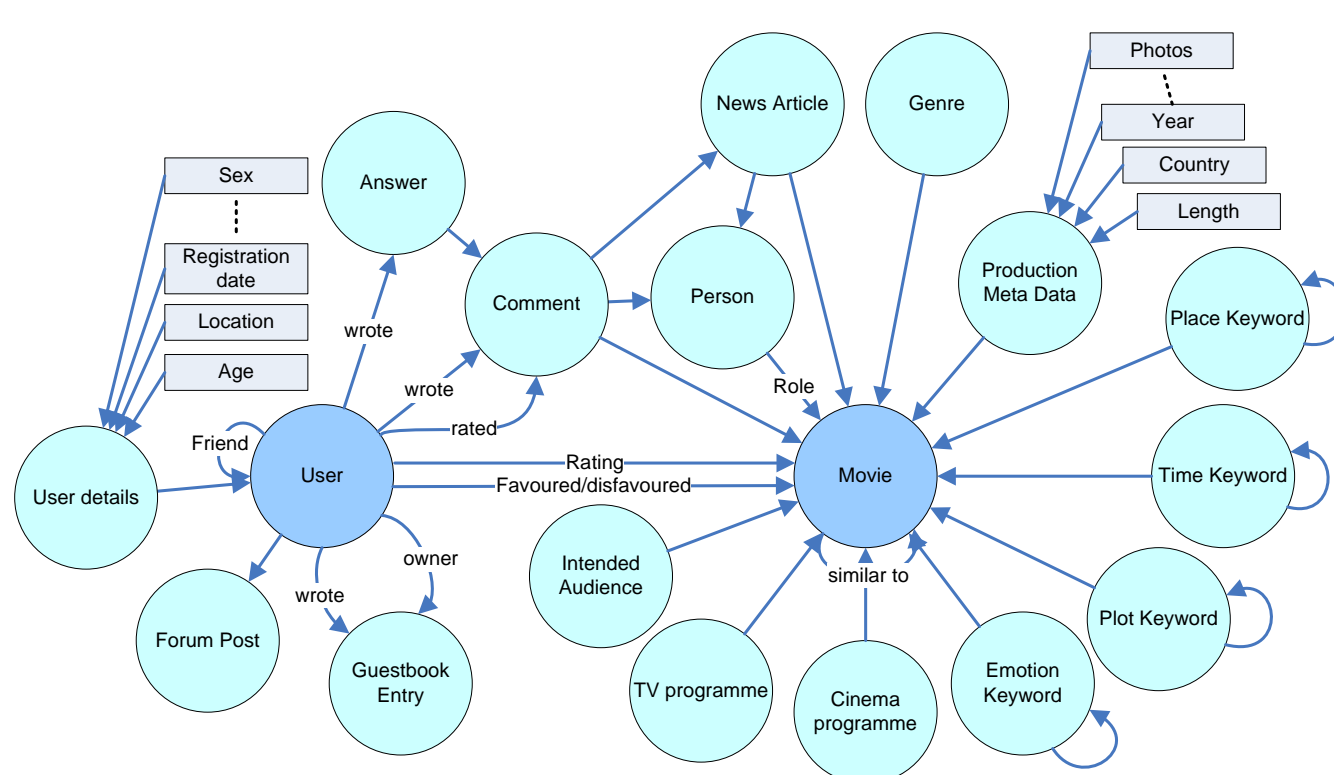 Photos
News Article
Genre
Year
Country
Sex
Answer
Length
Registration
date
Production
Meta Data
Comment
Person
Place Keyword
Location
wrote
Age
wrote
Role
rated
Friend
User
Rating
Movie
Time Keyword
User details
Favoured/disfavoured
owner
Intended
Audience
similar to
wrote
Forum Post
Plot Keyword
Guestbook
Entry
TV programme
Cinema
programme
Emotion
Keyword